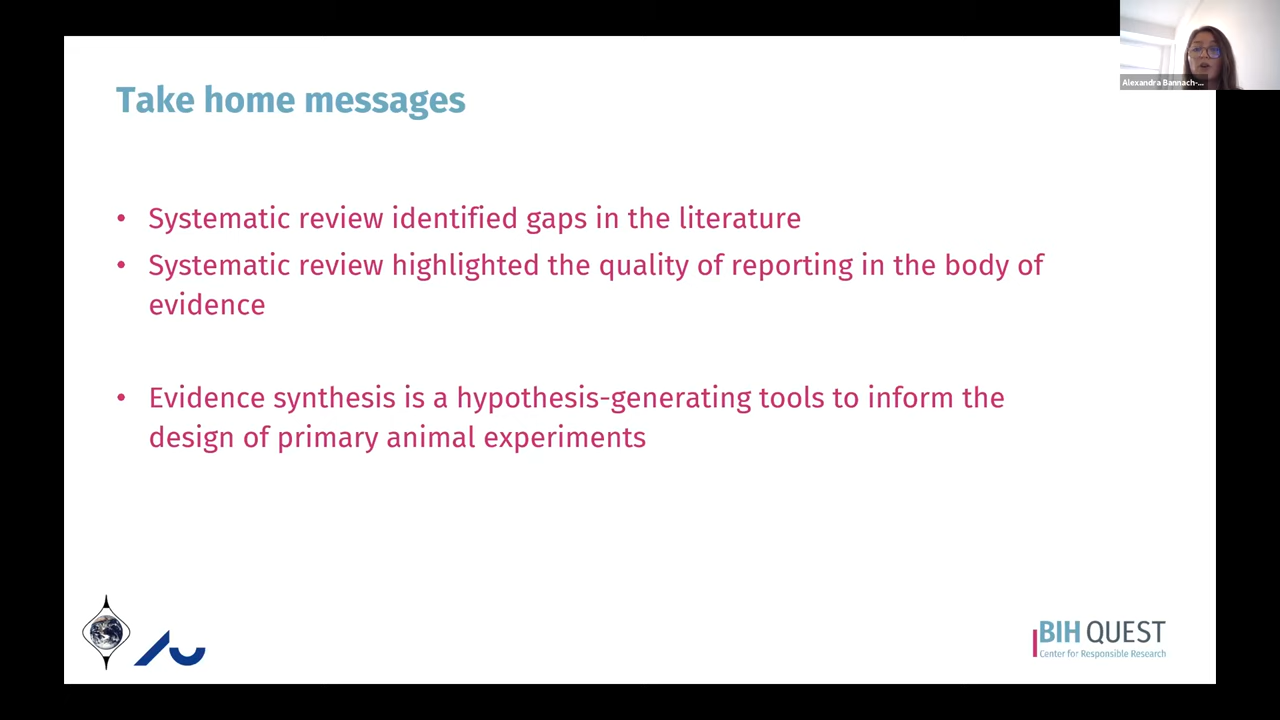 Alexandra Bannach-...
Take home messages
• Systematic review identified gaps in the literature
• Systematic review highlighted the quality of reporting in the body of
evidence
• Evidence synthesis is a hypothesis-generating tools to inform the
design of primary animal experiments
BIH QUEST
Center for Responsible Research